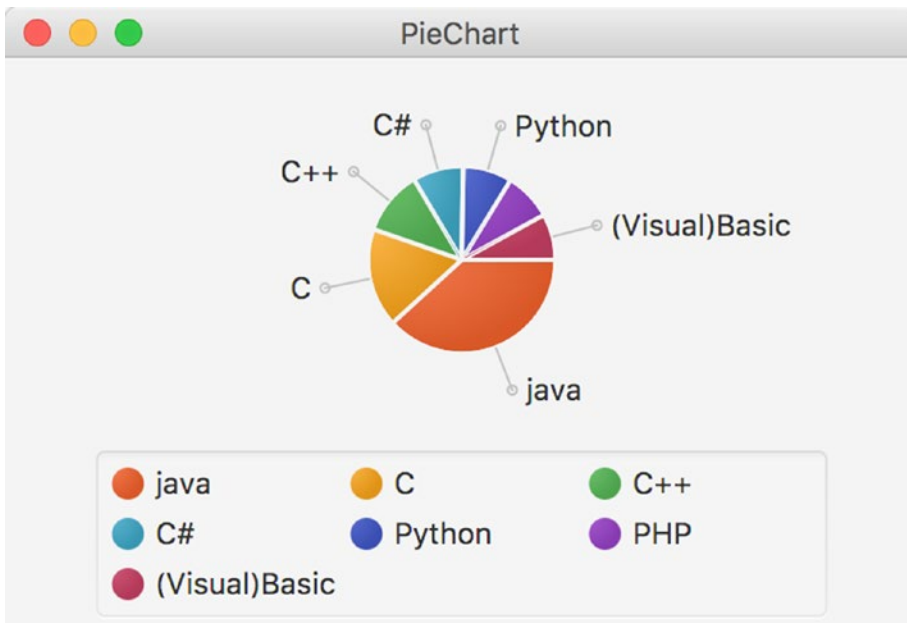 PieChart
C#
Python
C++
(Visual)Basic
C
java
java
C
C++
C#
Python
PHP
(Visual)Basic